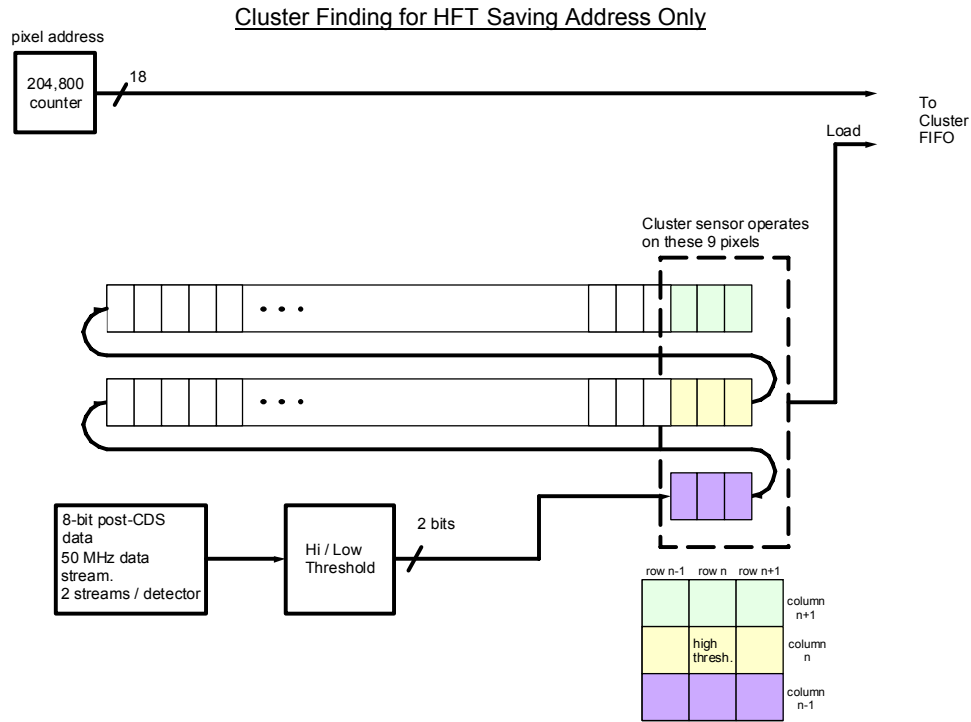 Cluster Finding for HFT Saving Address Only
pixel address
204,800
counter
18
To
Cluster
FIFO
Load
Cluster sensor operates
on these 9 pixels
• • •
• • •
8-bit post-CDS
data
50 MHz data
stream.
2 streams / detector
Hi / Low
Threshold
2 bits
row n-1 row n row n+1
column
n+1
high
thresh.
column
n
column
n-1